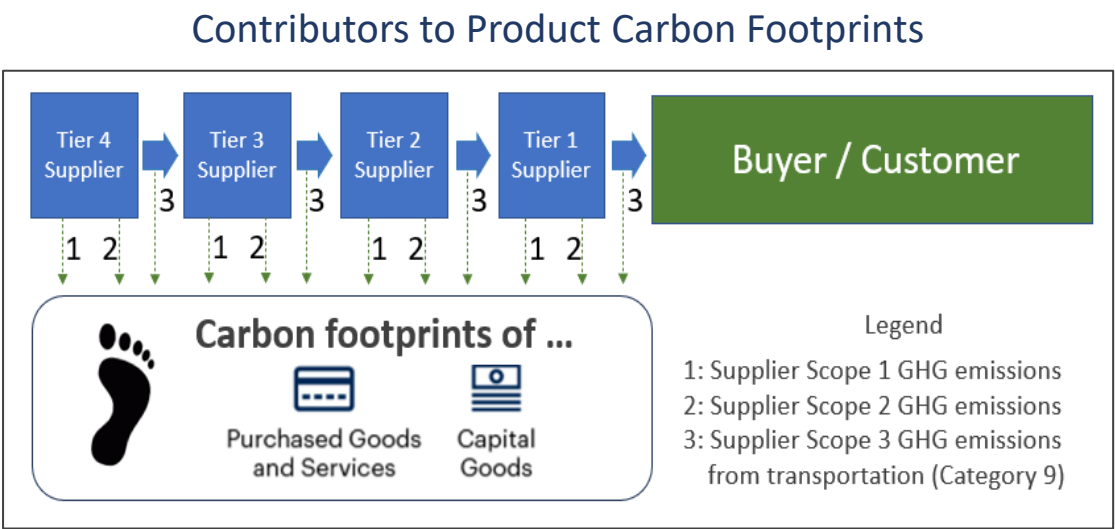 Contributors to Product Carbon Footprints
Tier 4
Supplier
Tier 3
Supplier
Tier 2
Supplier
Tier 1
Supplier
Buyer / Customer
3
3
3
3
1 2
1 2
1 2
1 2
Carbon footprints of ...
Purchased Goods
and Services
Capital
Goods
Legend
1: Supplier Scope 1 GHG emissions
2: Supplier Scope 2 GHG emissions
3: Supplier Scope 3 GHG emissions
from transportation (Category 9)